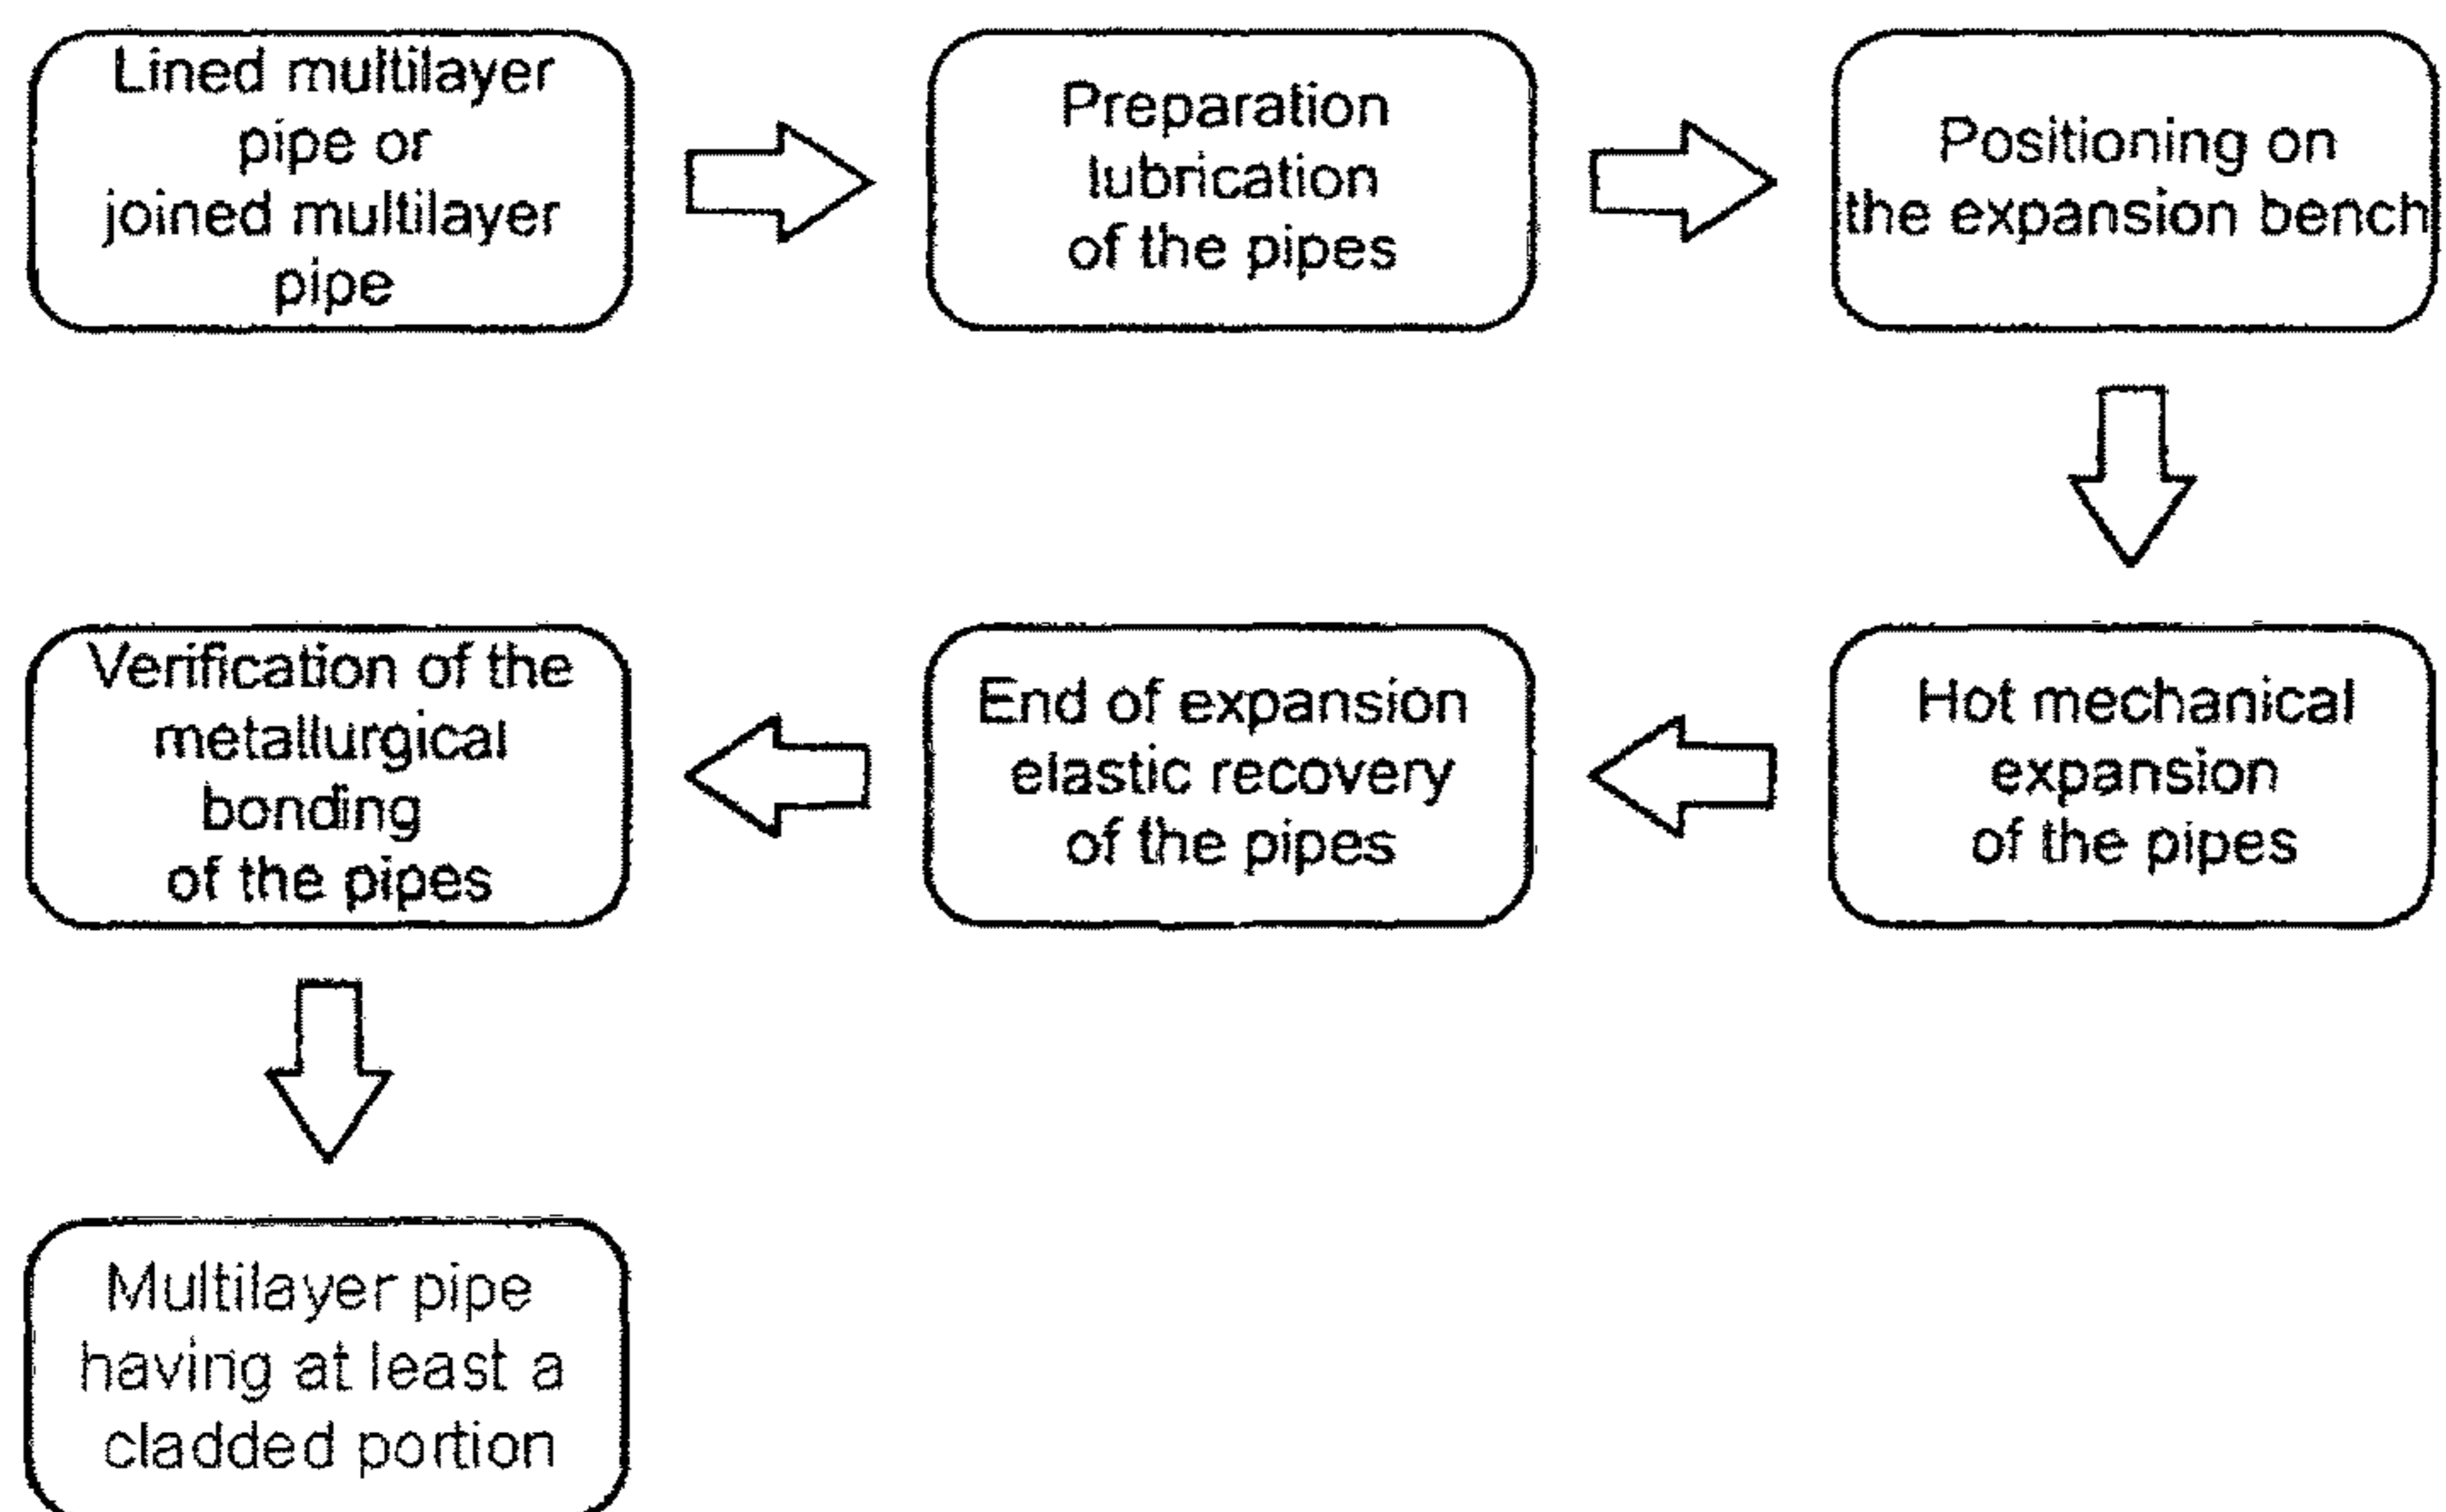 Lined multilayer
pipe or
joined multilayer
pipe
Preparation
lubrication
of the pipes
Positioning on
the expansion bench
Hot mechanical
expansion
of the pipes
End of expansion
elastic recovery
of the pipes
Verification of the
metallurgical
bonding
of the pipes
Multilayer pipe
having at least a
cladded portion